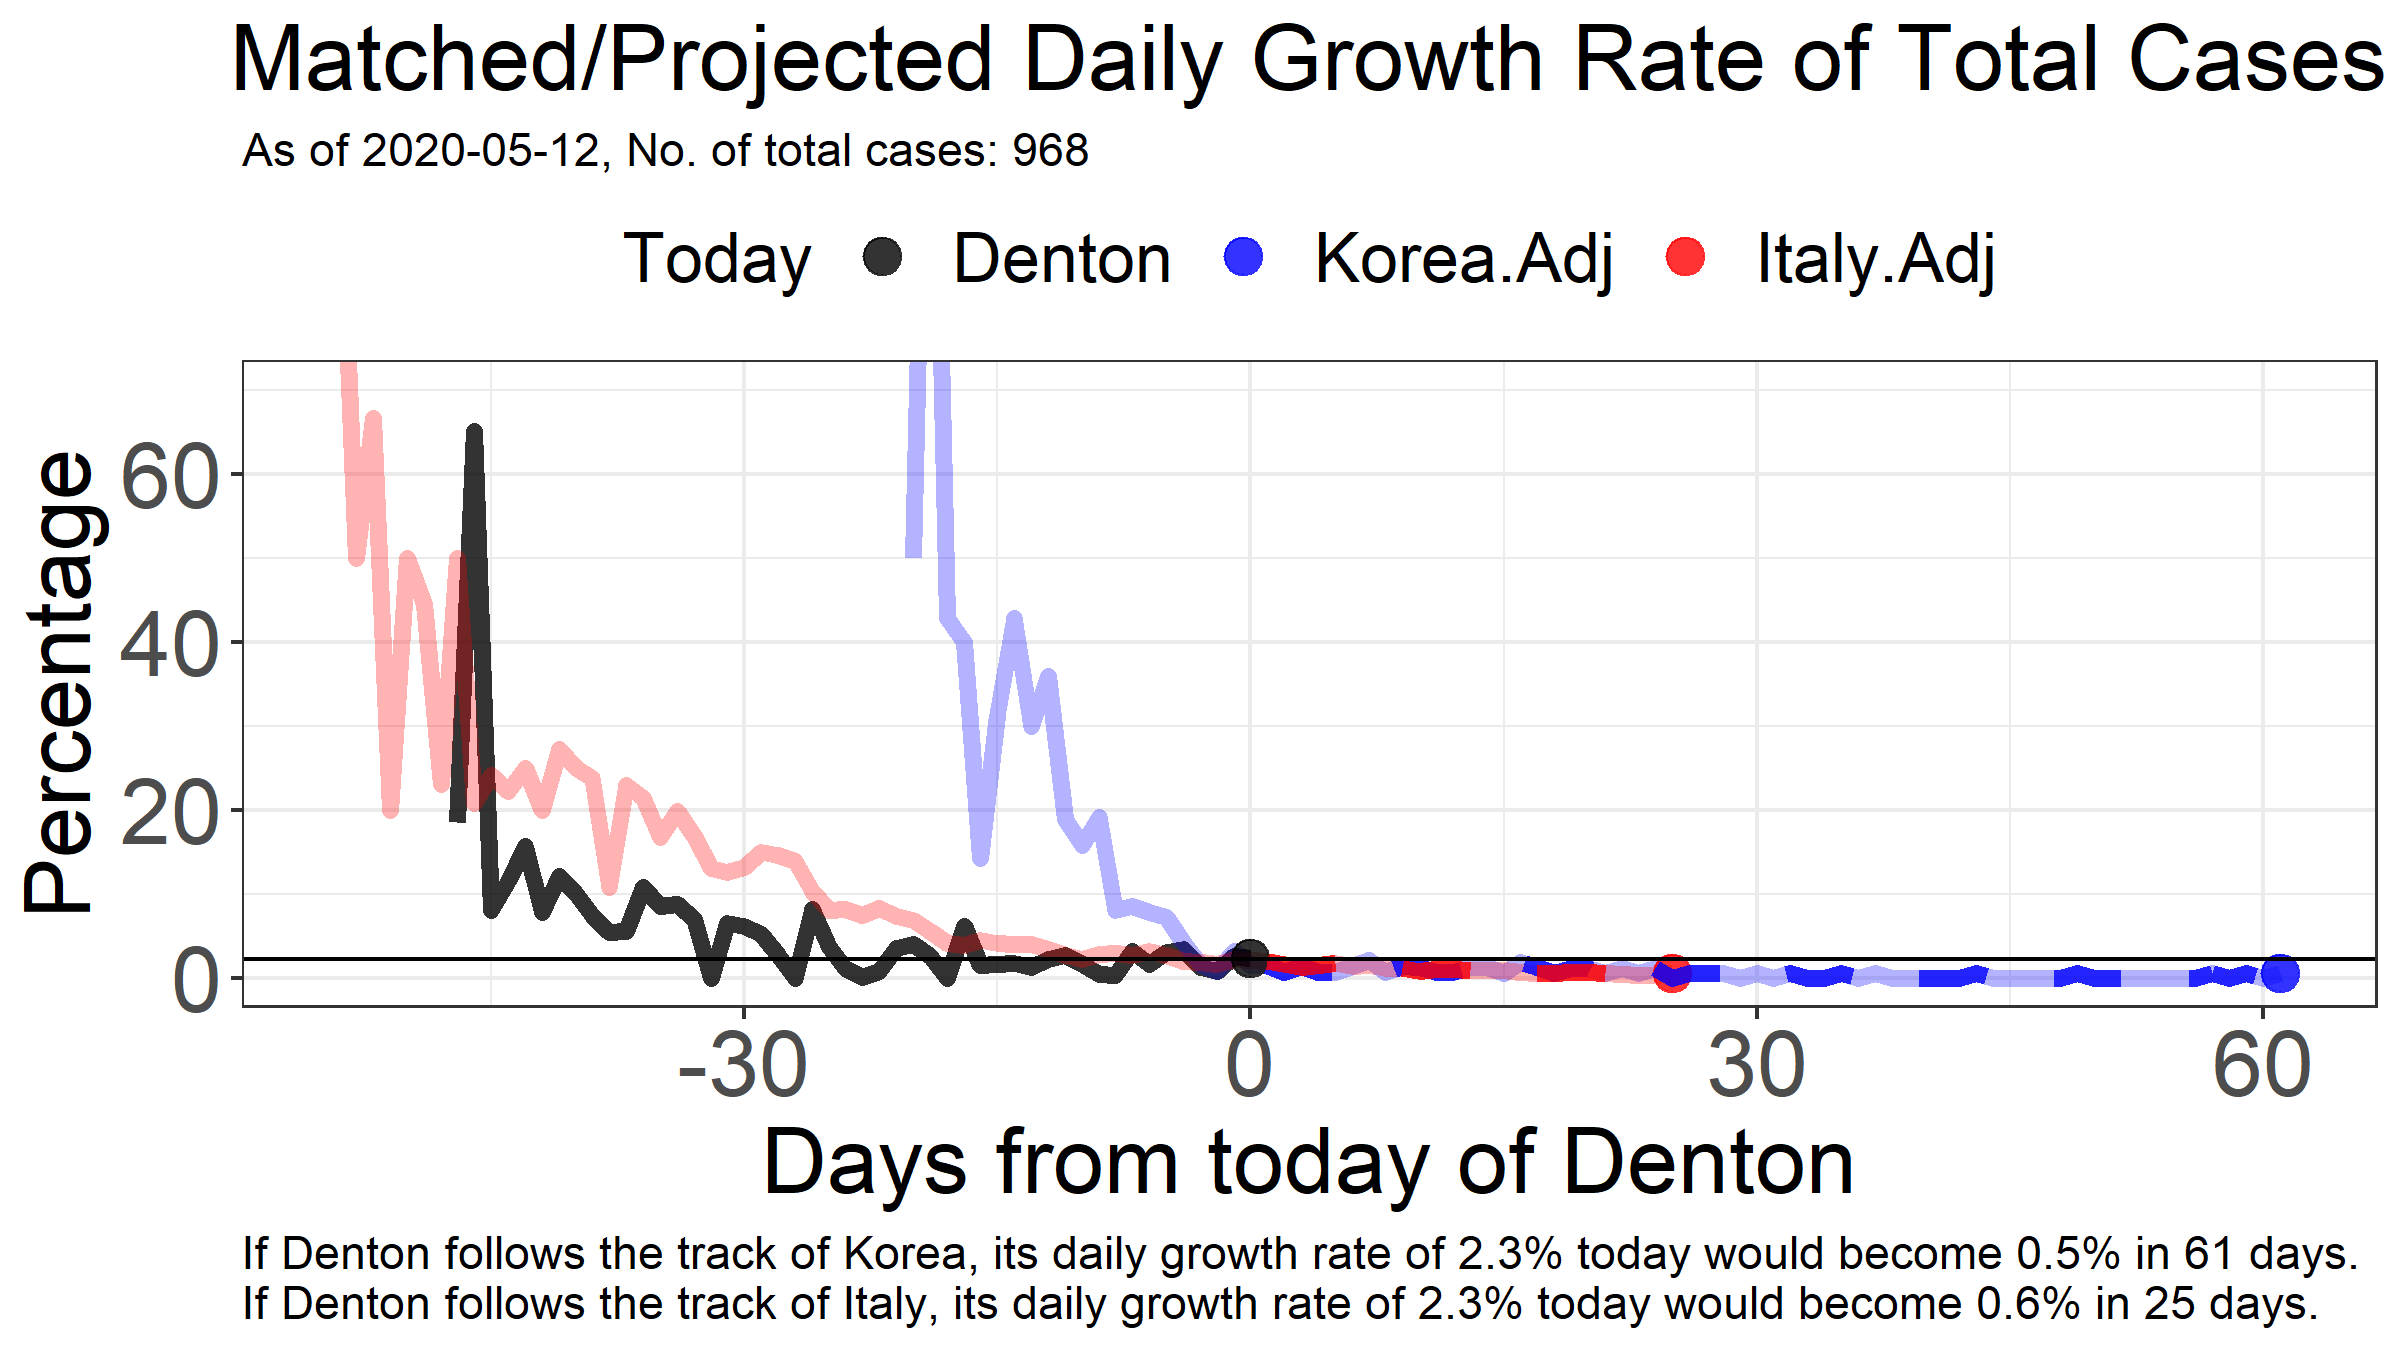 Matched/Projected Daily Growth Rate of Total Cases
As of 2020-05-12, No. of total cases: 968
Today Denton Korea.Adj Italy.Adj
Percentage
60
40
20
0
-30 0 30 60
Days from today of Denton
If Denton follows the track of Korea, its daily growth rate of 2.3% today would become 0.5% in 61 days.
If Denton follows the track of Italy, its daily growth rate of 2.3% today would become 0.6% in 25 days.